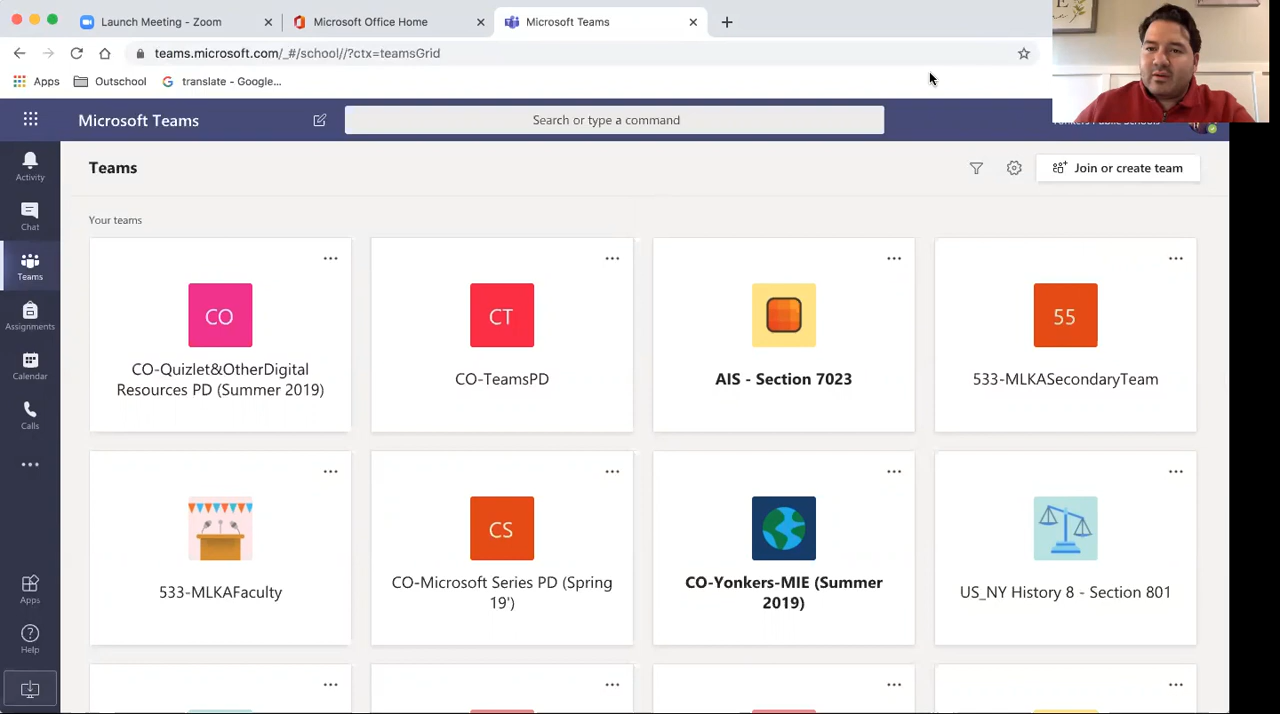 Launch Meeting - Zoom
Microsoft Office Home
Microsoft Teams
teams.microsoft.com/_#/school//?ctx=teamsGrid
Apps
Outschool
translate - Google...
Microsoft Teams
Search or type a command
Yonkers Public Schools
Activity
Chat
Teams
Assignments
Calendar
Calls
Apps
Help
Teams
Join or create team
Your teams
CO
CO-Quizlet&OtherDigital
Resources PD (Summer 2019)
CT
CO-TeamsPD
AIS - Section 7023
55
533-MLKASecondaryTeam
533-MLKAFaculty
CS
CO-Microsoft Series PD (Spring
19')
CO-Yonkers-MIE (Summer
2019)
US_NY History 8 - Section 801